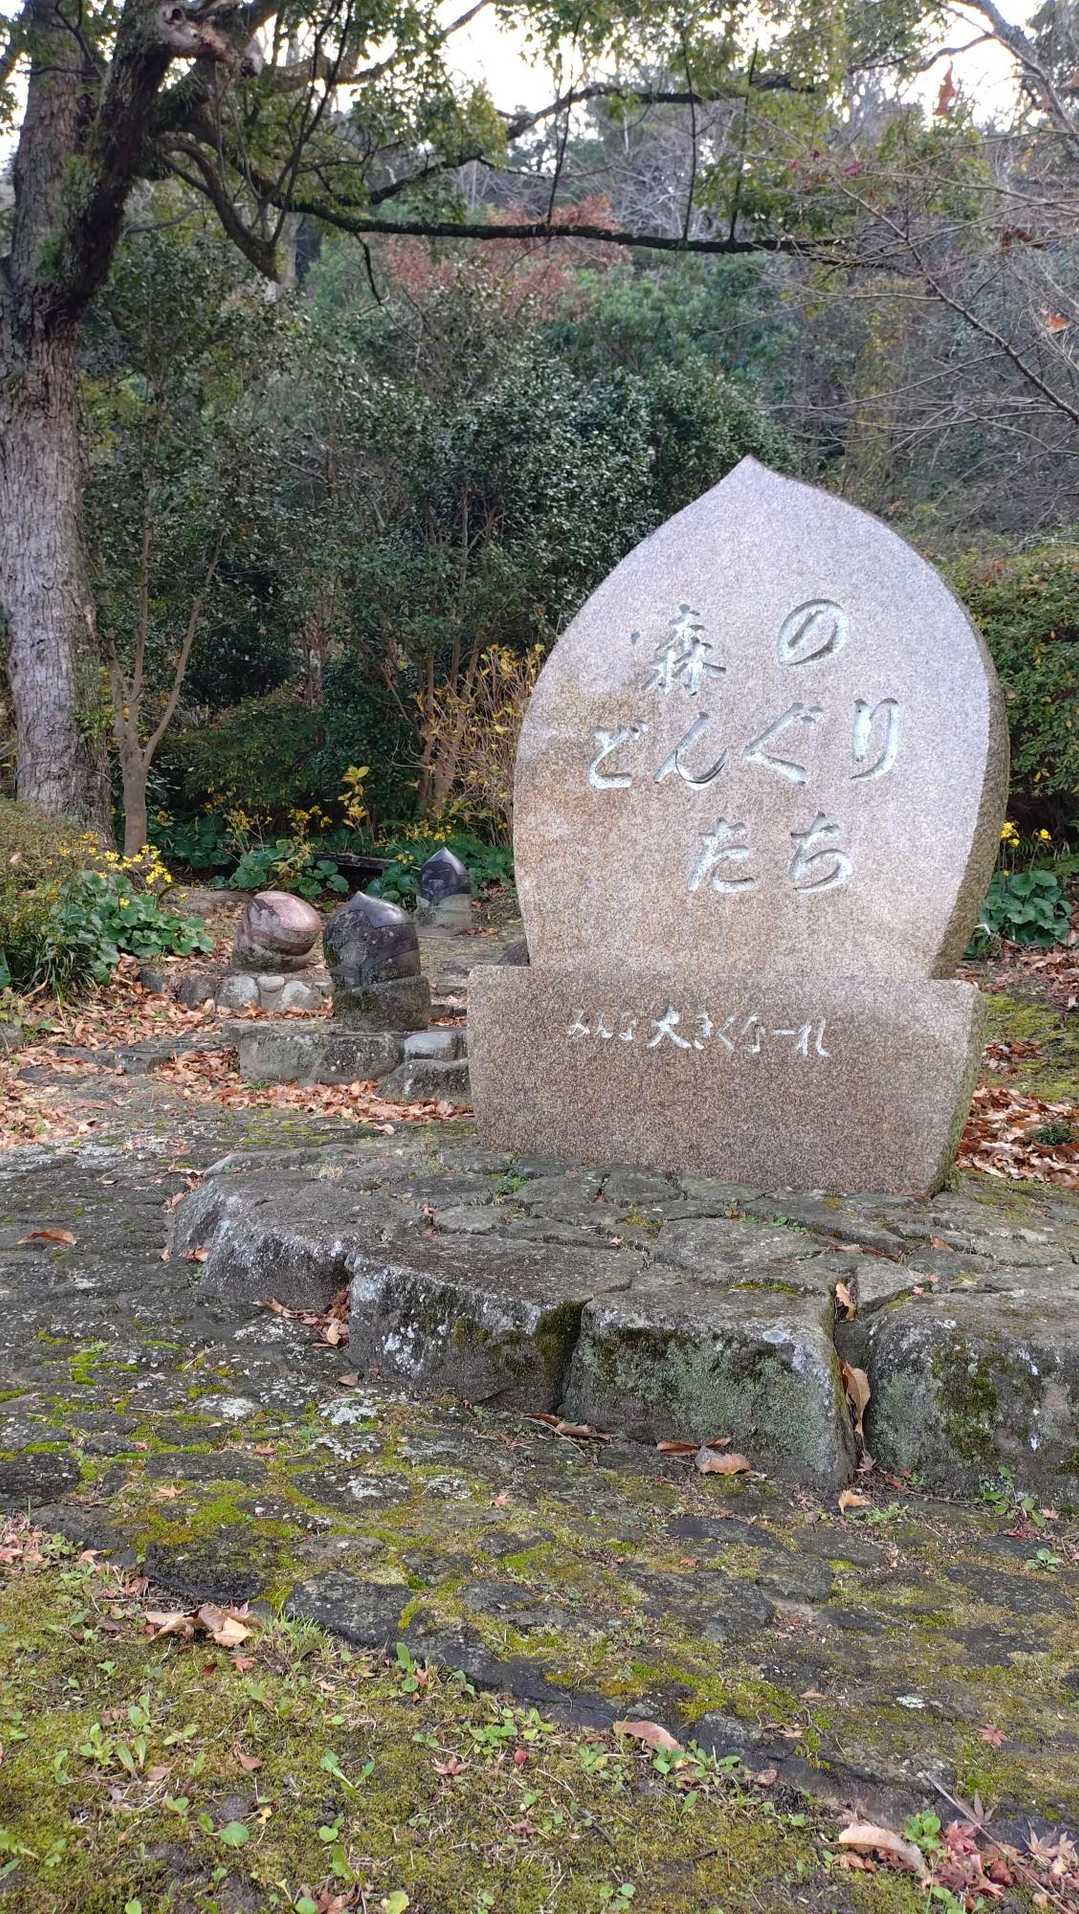 森の
どんぐり
たち
みんな大きくなーれ